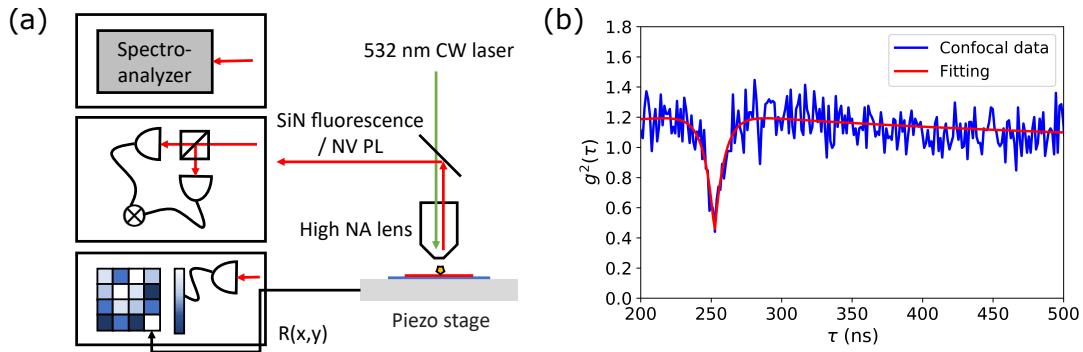 (a)
Spectro-
analyzer
532 nm CW laser
SiN fluorescence
/ NV PL
High NA lens
Piezo stage
R(x,y)
(b)
Confocal data
Fitting
g²(τ)
1.8
1.6
1.4
1.2
1.0
0.8
0.6
0.4
0.2
0.0
200 250 300 350 400 450 500
τ (ns)